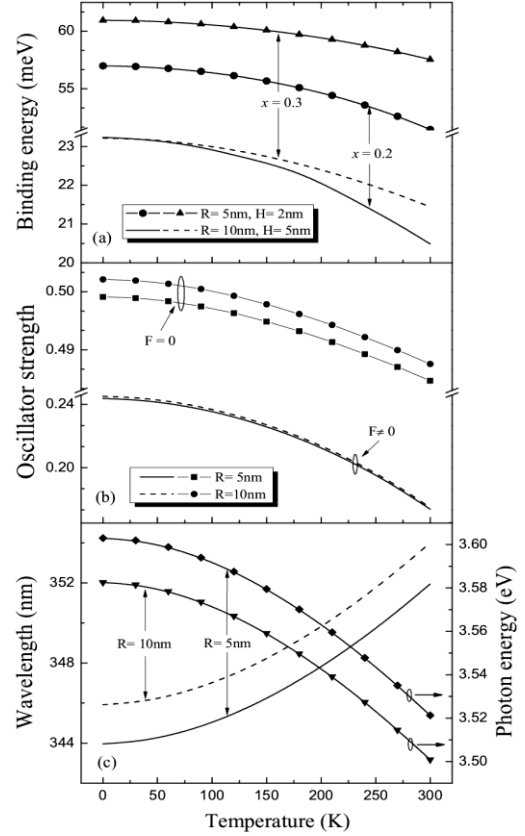 60
55
23
22
21
20
Binding energy (meV)
x = 0.3
x = 0.2
(a)
R= 5nm, H= 2nm
R= 10nm, H= 5nm
0.50
0.49
0.24
0.20
Oscillator strength
F = 0
F≠ 0
(b)
R= 5nm
R=10nm
352
348
344
Wavelength (nm)
R= 10nm
R= 5nm
(c)
3.60
3.58
3.56
3.54
3.52
3.50
Photon energy (eV)
0 50 100 150 200 250 300
Temperature (K)